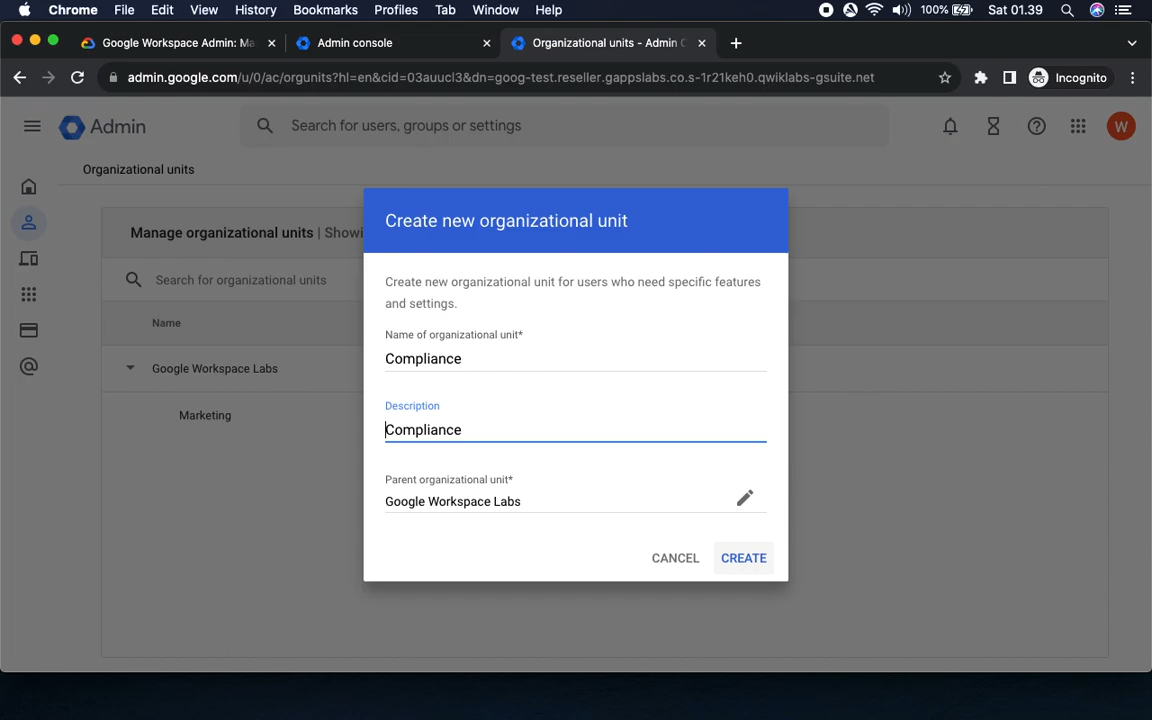 Chrome File Edit View History Bookmarks Profiles Tab Window Help 100% Sat 01.39
Google Workspace Admin: Ma
Admin console
Organizational units - Admin C
admin.google.com/u/0/ac/orgunits?hl=en&cid=03auucl3&dn=goog-test.reseller.gappslabs.co.s-1r21keh0.qwiklabs-gsuite.net
Incognito
Admin
Search for users, groups or settings
W
Organizational units
Manage organizational units | Showi
Search for organizational units
Name
Google Workspace Labs
Marketing
Create new organizational unit
Create new organizational unit for users who need specific features
and settings.
Name of organizational unit*
Compliance
Description
Compliance
Parent organizational unit*
Google Workspace Labs
CANCEL CREATE